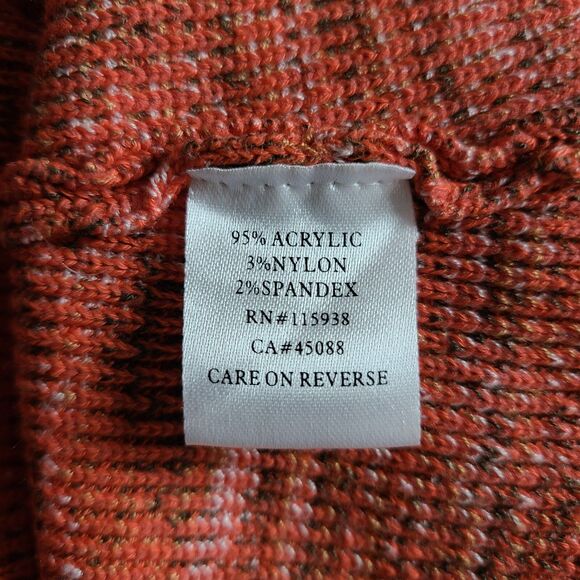 95% ACRYLIC
3%NYLON
2%SPANDEX
RN#115938
CA#45088
CARE ON REVERSE